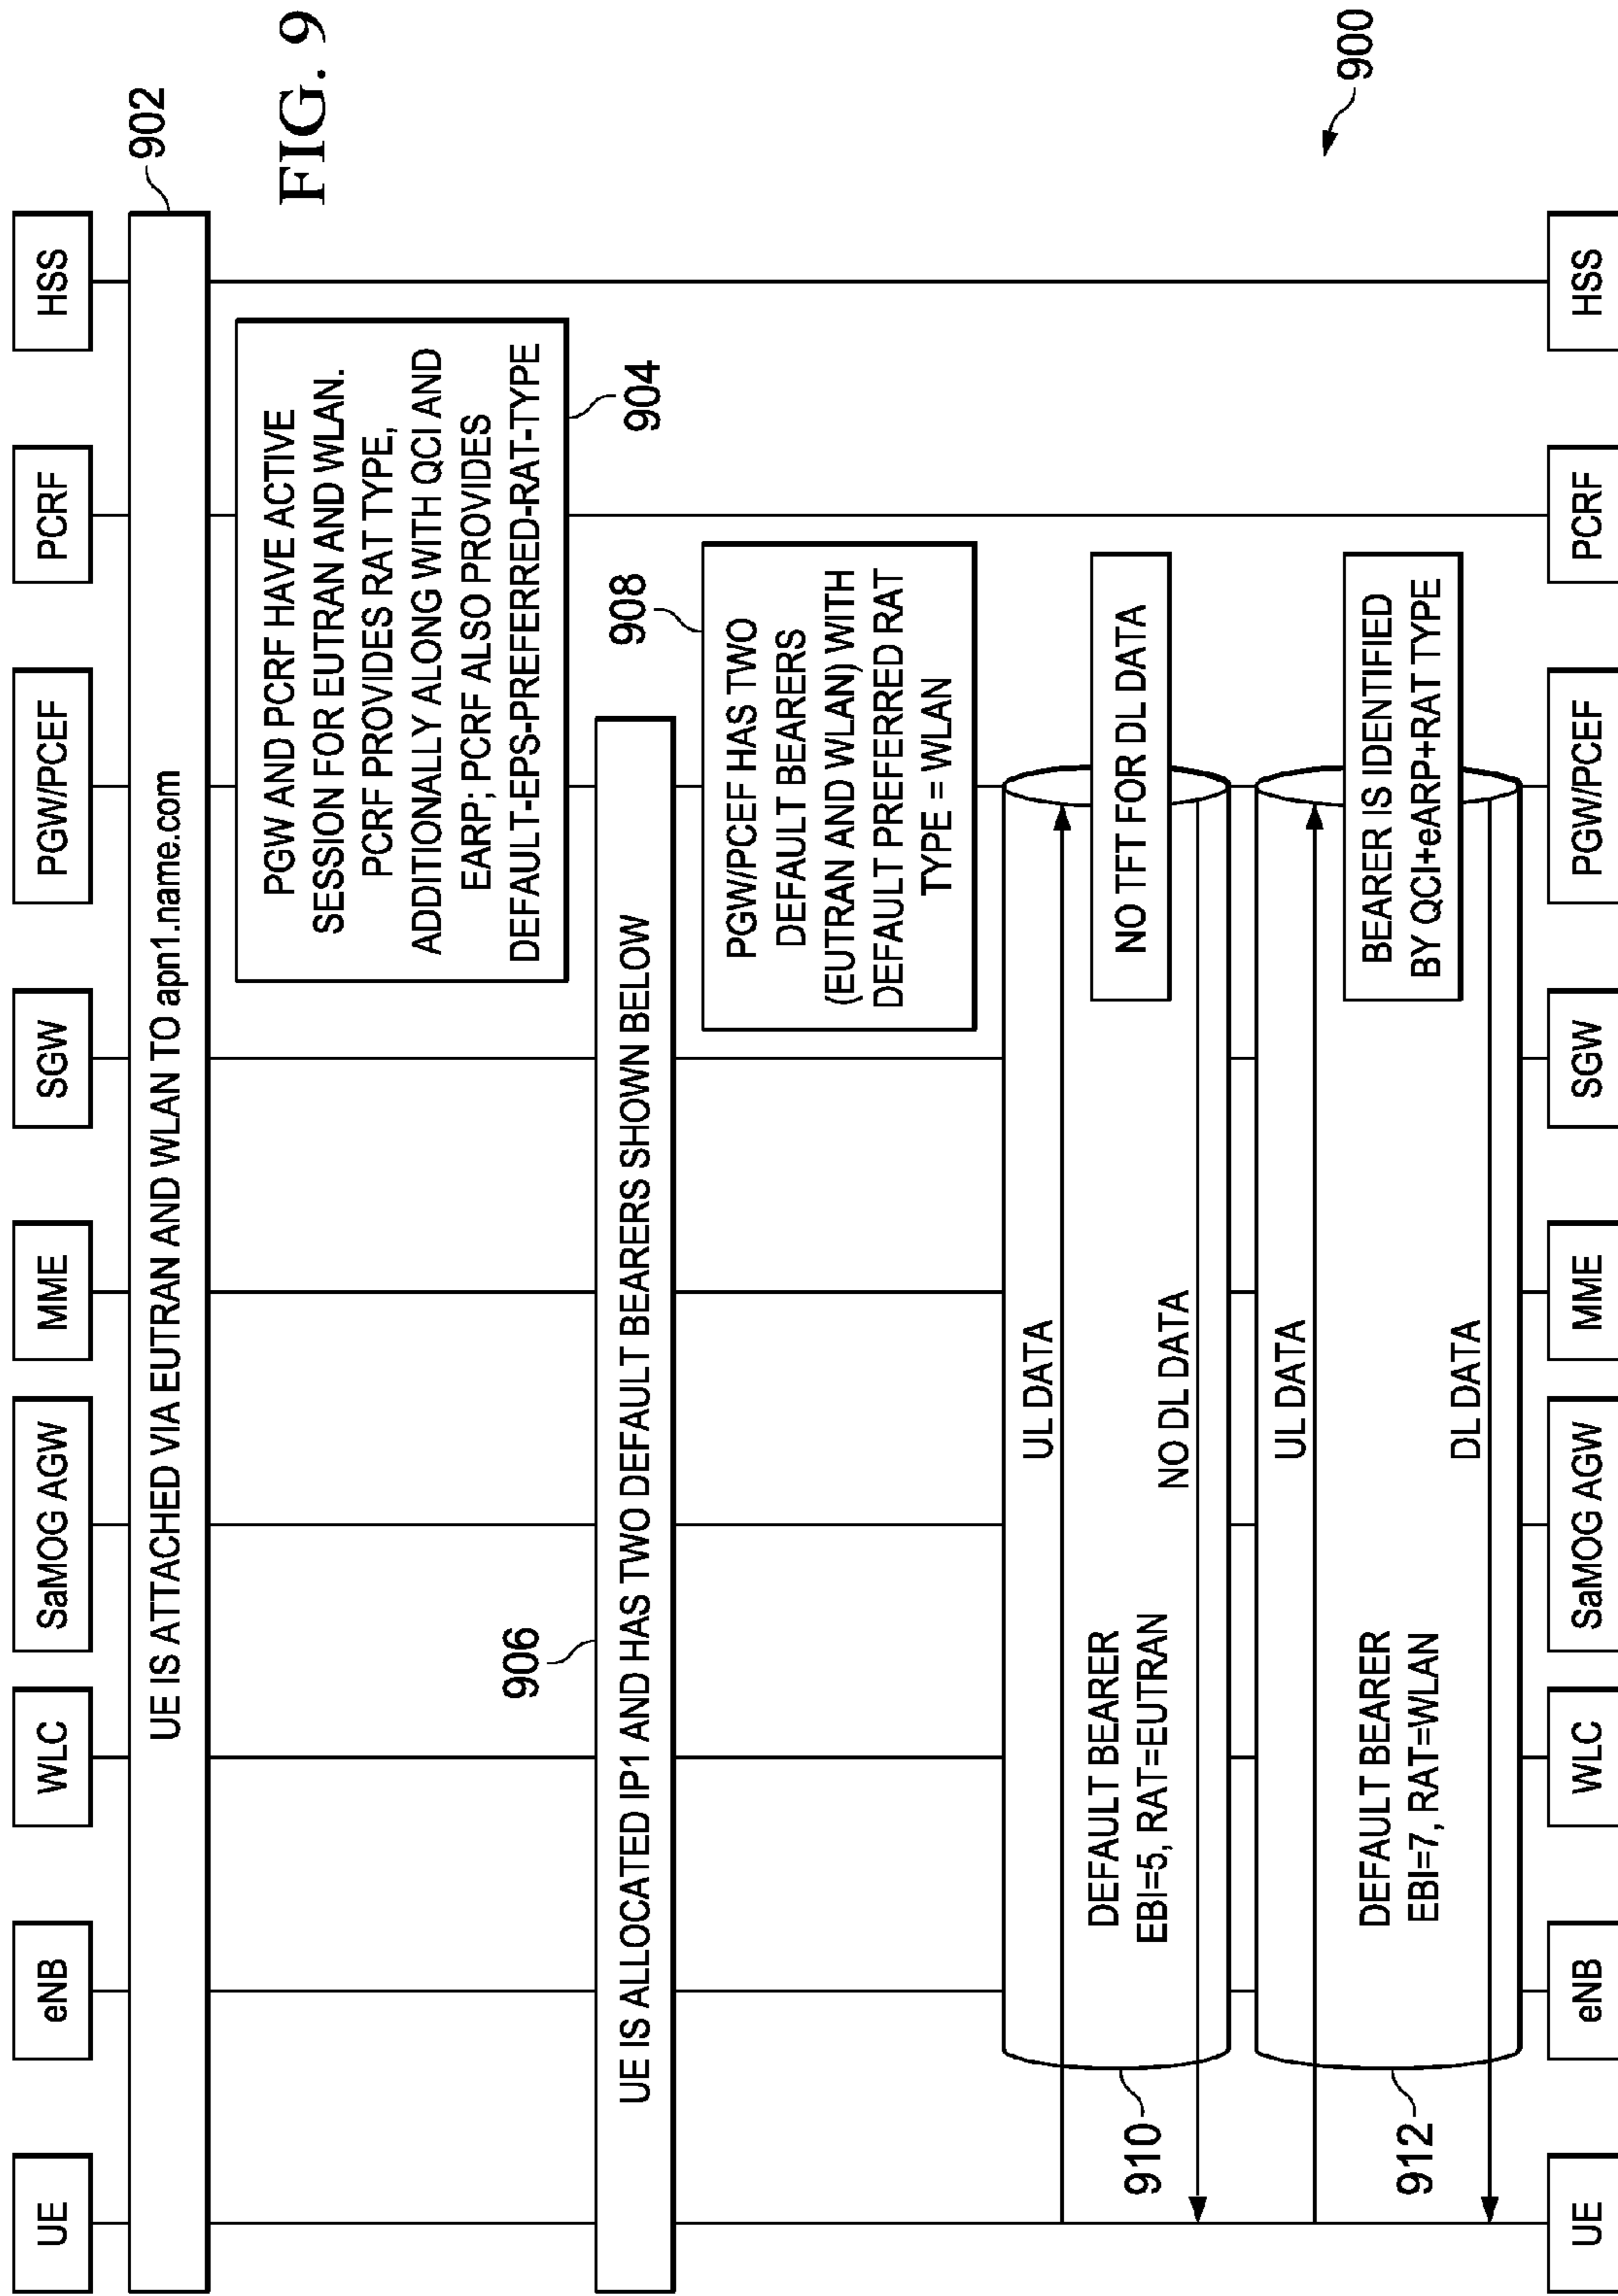 UE
eNB
WLC
SaMOG AGW
MME
SGW
PGW/PCEF
PCRF
HSS
UE IS ATTACHED VIA EUTRAN AND WLAN TO apn1.name.com
902
FIG. 9
PGW AND PCRF HAVE ACTIVE
SESSION FOR EUTRAN AND WLAN.
PCRF PROVIDES RAT TYPE,
ADDITIONALLY ALONG WITH QCI AND
EARP; PCRF ALSO PROVIDES
DEFAULT-EPS-PREFERRED-RAT-TYPE
904
906
UE IS ALLOCATED IP1 AND HAS TWO DEFAULT BEARERS SHOWN BELOW
908
PGW/PCEF HAS TWO
DEFAULT BEARERS
(EUTRAN AND WLAN) WITH
DEFAULT PREFERRED RAT
TYPE = WLAN
UL DATA
DEFAULT BEARER
EBI=5, RAT=EUTRAN
NO TFT FOR DL DATA
NO DL DATA
910
UL DATA
DEFAULT BEARER
EBI=7, RAT=WLAN
BEARER IS IDENTIFIED
BY QCI+eARP+RAT TYPE
DL DATA
912
900
UE
eNB
WLC
SaMOG AGW
MME
SGW
PGW/PCEF
PCRF
HSS